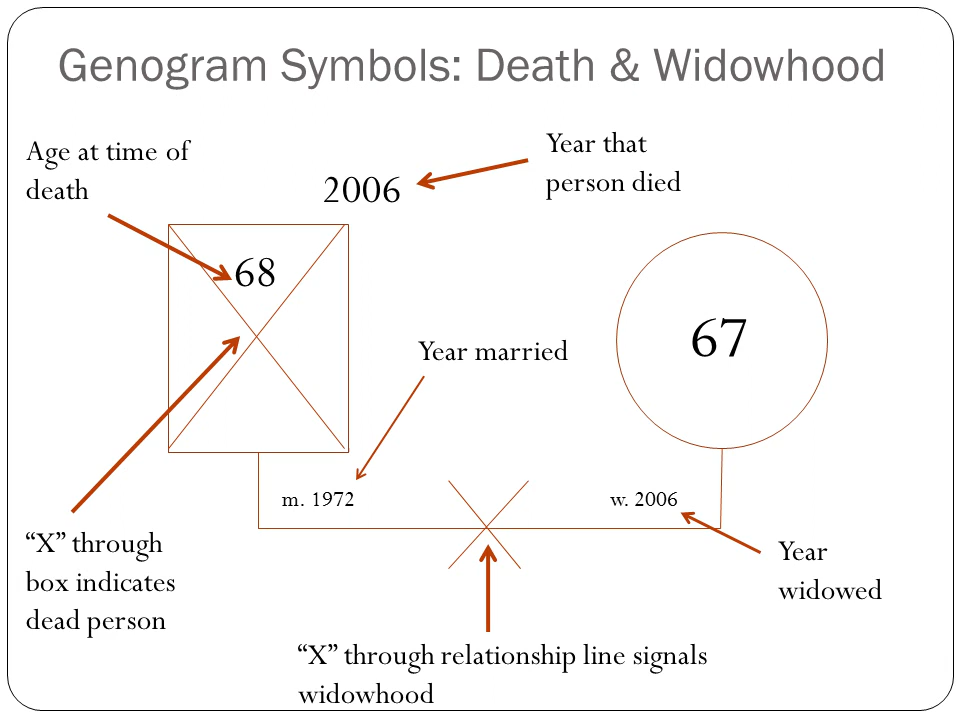 Genogram Symbols: Death & Widowhood
Age at time of
death
Year that
person died
2006
68
67
Year married
m. 1972
w. 2006
“X” through
box indicates
dead person
Year
widowed
“X” through relationship line signals
widowhood